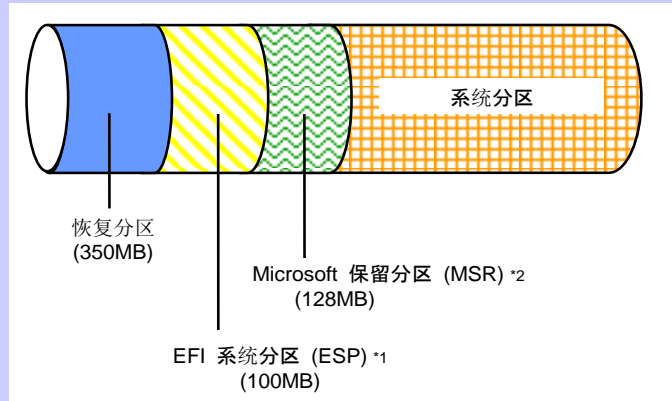 系统分区
恢复分区
(350MB)
Microsoft 保留分区 (MSR) *2
(128MB)
EFI 系统分区 (ESP) *1
(100MB)